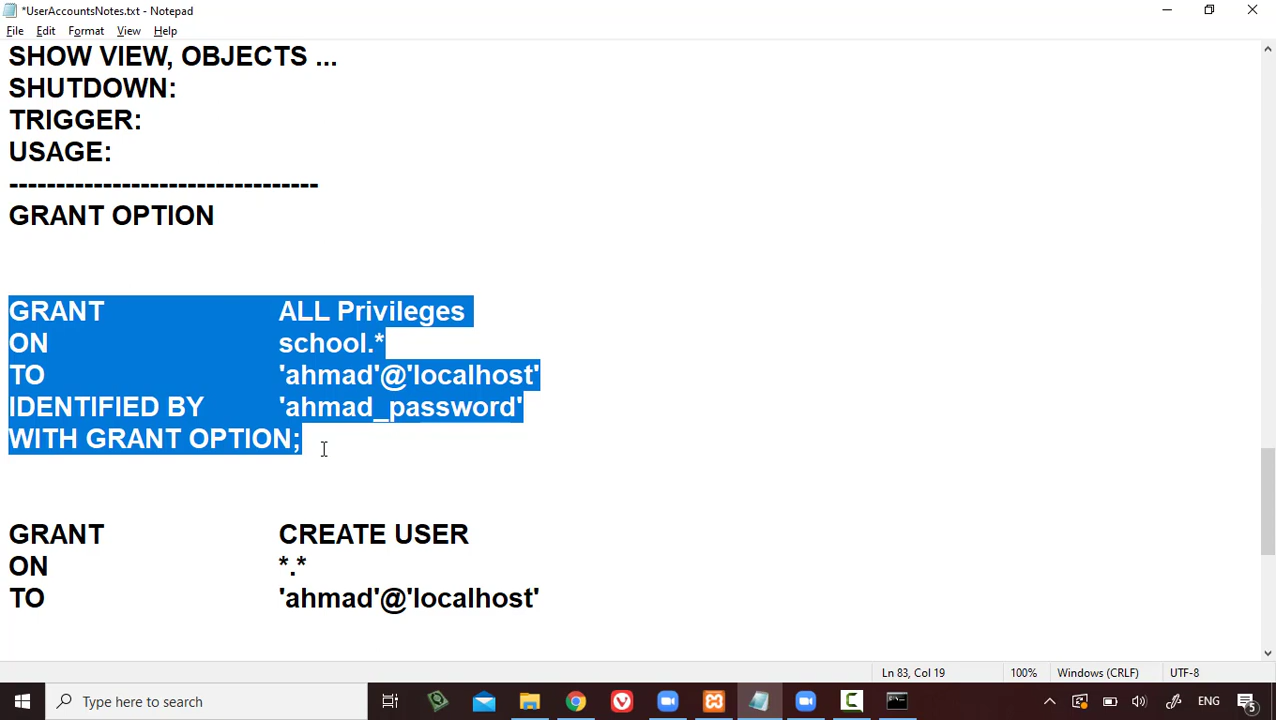 *UserAccountsNotes.txt - Notepad
File Edit Format View Help
SHOW VIEW, OBJECTS ...
SHUTDOWN:
TRIGGER:
USAGE:
---------------------------------
GRANT OPTION
GRANT ALL Privileges
ON school.*
TO 'ahmad'@'localhost'
IDENTIFIED BY 'ahmad_password'
WITH GRANT OPTION;
GRANT CREATE USER
ON *.*
TO 'ahmad'@'localhost'
Ln 83, Col 19 100% Windows (CRLF) UTF-8
Type here to search ENG 5